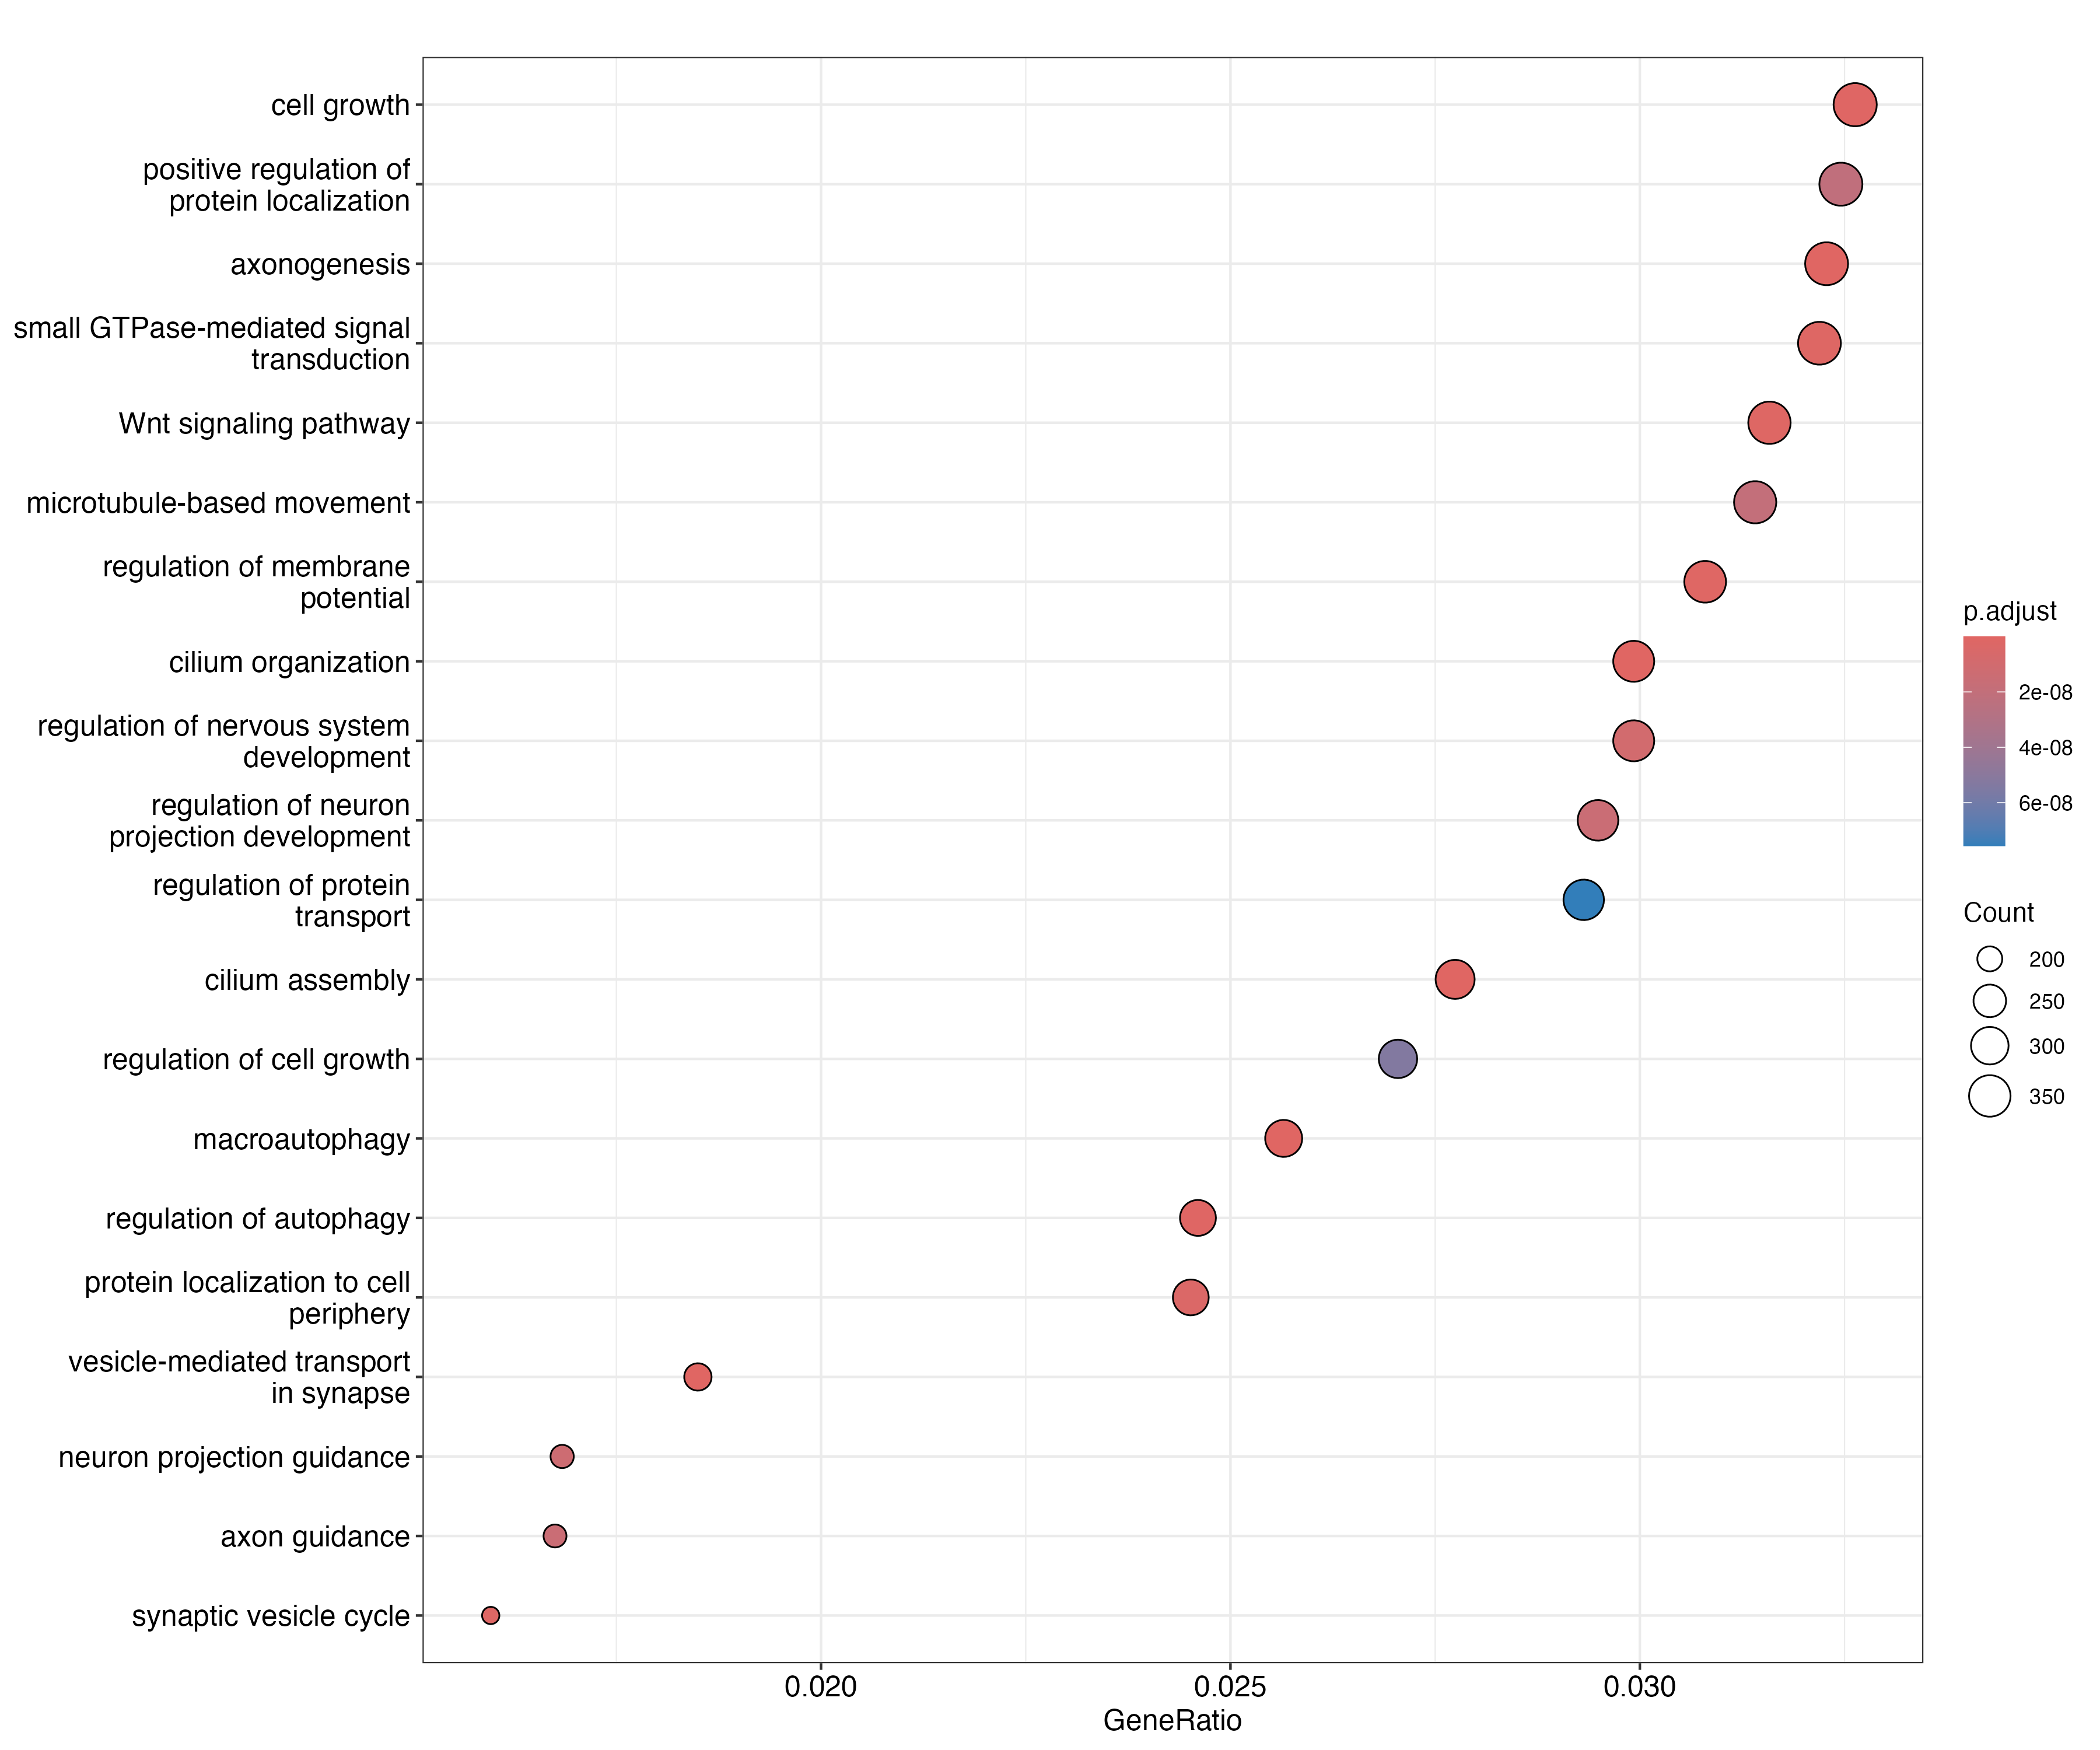 cell growth
positive regulation of
protein localization
axonogenesis
small GTPase-mediated signal
transduction
Wnt signaling pathway
microtubule-based movement
regulation of membrane
potential
cilium organization
regulation of nervous system
development
regulation of neuron
projection development
regulation of protein
transport
cilium assembly
regulation of cell growth
macroautophagy
regulation of autophagy
protein localization to cell
periphery
vesicle-mediated transport
in synapse
neuron projection guidance
axon guidance
synaptic vesicle cycle
0.020
0.025
0.030
GeneRatio
p.adjust
2e-08
4e-08
6e-08
Count
200
250
300
350